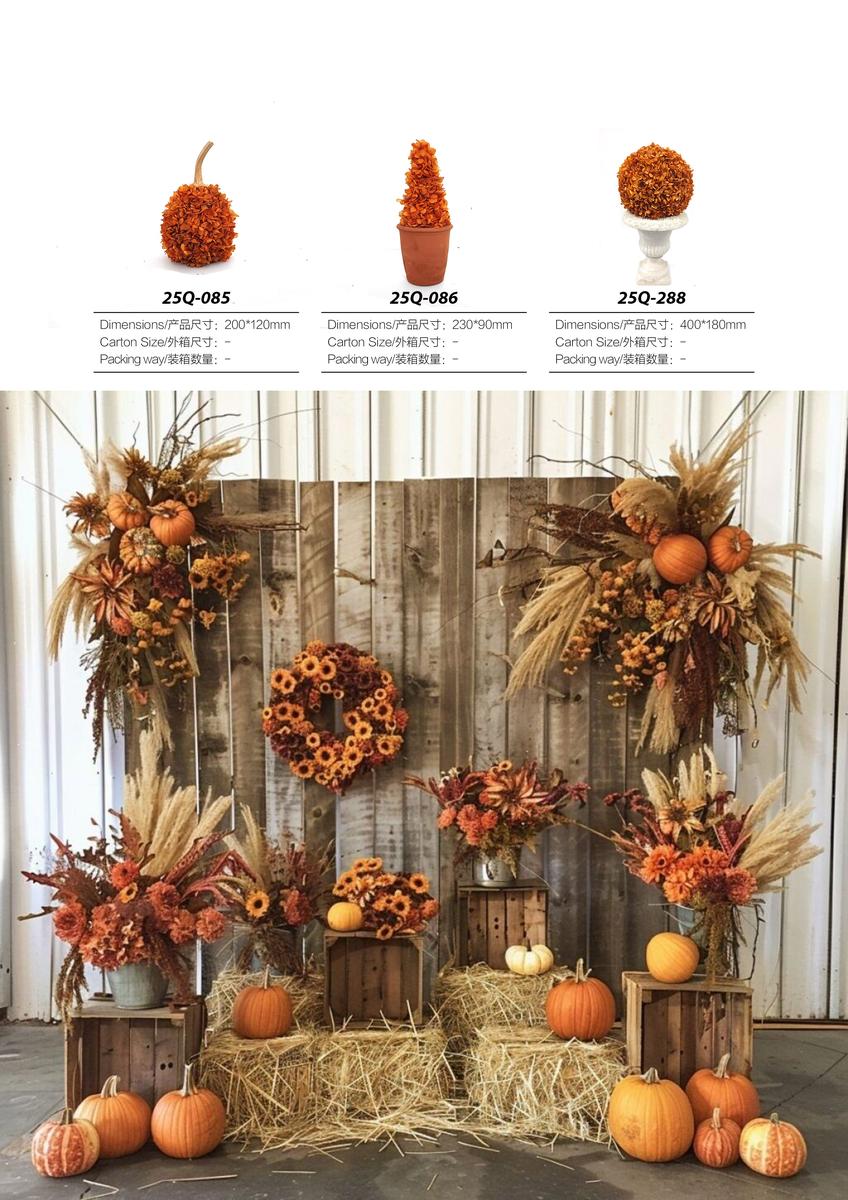 25Q-085
Dimensions/产品尺寸：200*120mm
Carton Size/外箱尺寸：-
Packing way/装箱数量：-
25Q-086
Dimensions/产品尺寸：230*90mm
Carton Size/外箱尺寸：-
Packing way/装箱数量：-
25Q-288
Dimensions/产品尺寸：400*180mm
Carton Size/外箱尺寸：-
Packing way/装箱数量：-